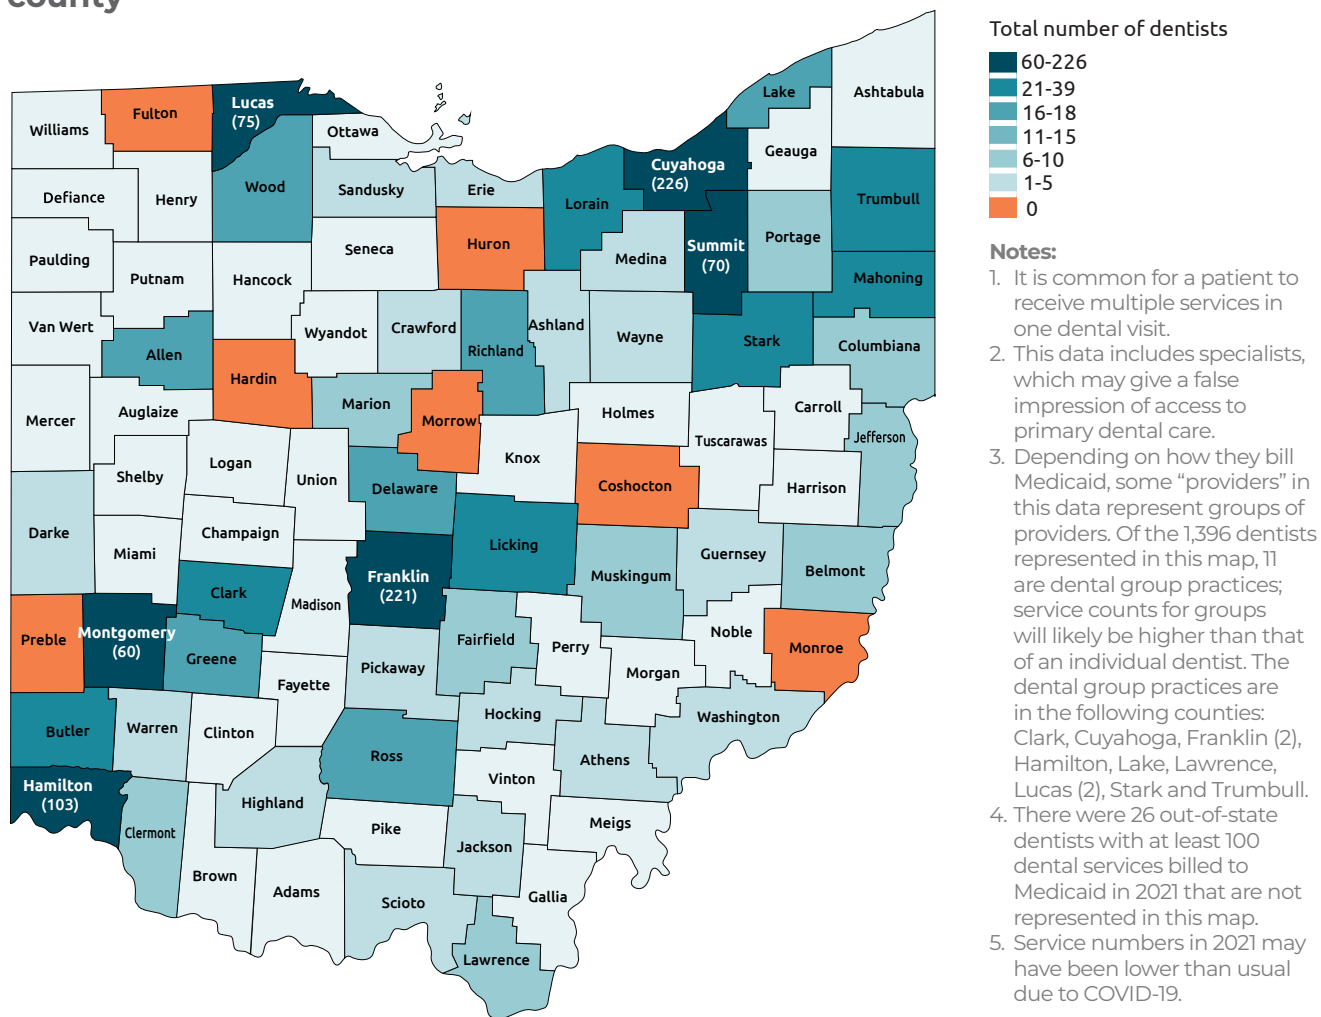 county
Total number of dentists
60-226
21-39
16-18
11-15
6-10
1-5
0
Notes:
1. It is common for a patient to
receive multiple services in
one dental visit.
2. This data includes specialists,
which may give a false
impression of access to
primary dental care.
3. Depending on how they bill
Medicaid, some “providers” in
this data represent groups of
providers. Of the 1,396 dentists
represented in this map, 11
are dental group practices;
service counts for groups
will likely be higher than that
of an individual dentist. The
dental group practices are
in the following counties:
Clark, Cuyahoga, Franklin (2),
Hamilton, Lake, Lawrence,
Lucas (2), Stark and Trumbull.
4. There were 26 out-of-state
dentists with at least 100
dental services billed to
Medicaid in 2021 that are not
represented in this map.
5. Service numbers in 2021 may
have been lower than usual
due to COVID-19.
Williams
Fulton
Lucas
(75)
Ottawa
Lake
Ashtabula
Geauga
Cuyahoga
(226)
Defiance
Henry
Wood
Sandusky
Erie
Lorain
Trumbull
Paulding
Putnam
Hancock
Seneca
Huron
Medina
Summit
(70)
Portage
Mahoning
Van Wert
Allen
Wyandot
Crawford
Richland
Ashland
Wayne
Stark
Columbiana
Mercer
Auglaize
Hardin
Marion
Morrow
Holmes
Tuscarawas
Carroll
Jefferson
Shelby
Logan
Union
Delaware
Knox
Coshocton
Harrison
Darke
Miami
Champaign
Licking
Muskingum
Guernsey
Belmont
Clark
Madison
Franklin
(221)
Preble
Montgomery
(60)
Greene
Fayette
Pickaway
Fairfield
Perry
Morgan
Noble
Monroe
Butler
Warren
Clinton
Ross
Hocking
Athens
Washington
Hamilton
(103)
Clermont
Highland
Vinton
Brown
Adams
Pike
Jackson
Meigs
Scioto
Gallia
Lawrence